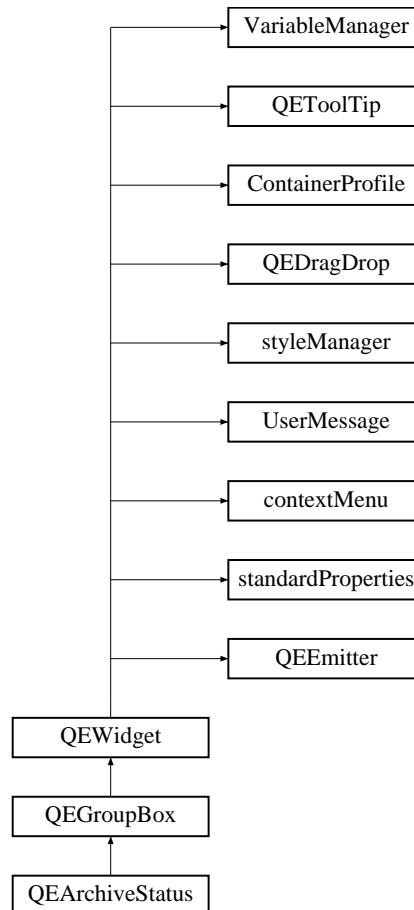 VariableManager
QEToolTip
ContainerProfile
QEDragDrop
styleManager
UserMessage
contextMenu
standardProperties
QEEmitter
QEWidget
QEGroupBox
QEArchiveStatus